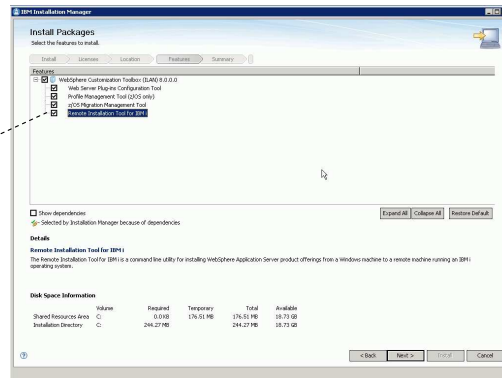 IBM Installation Manager
Install Packages
Select the features to install.
Install Licenses Location Features Summary
Features
WebSphere Customization Toolbox (ILAN) 8.0.0.0
Web Server Plug-ins Configuration Tool
Profile Management Tool (z/OS only)
z/OS Migration Management Tool
Remote Installation Tool for IBM i
Show dependencies
Expand All Collapse All Restore Default
- Selected by Installation Manager because of dependencies
Details
Remote Installation Tool for IBM i
The Remote Installation Tool for IBM i is a command line utility for installing WebSphere Application Server product offerings from a Windows machine to a remote machine running an IBM i
operating system.
Disk Space Information
Volume Required Temporary Total Available
Shared Resources Area C: 0.0 KB 176.51 MB 176.51 MB 18.73 GB
Installation Directory C: 244.27 MB 244.27 MB 18.73 GB
? < Back Next > Install Cancel